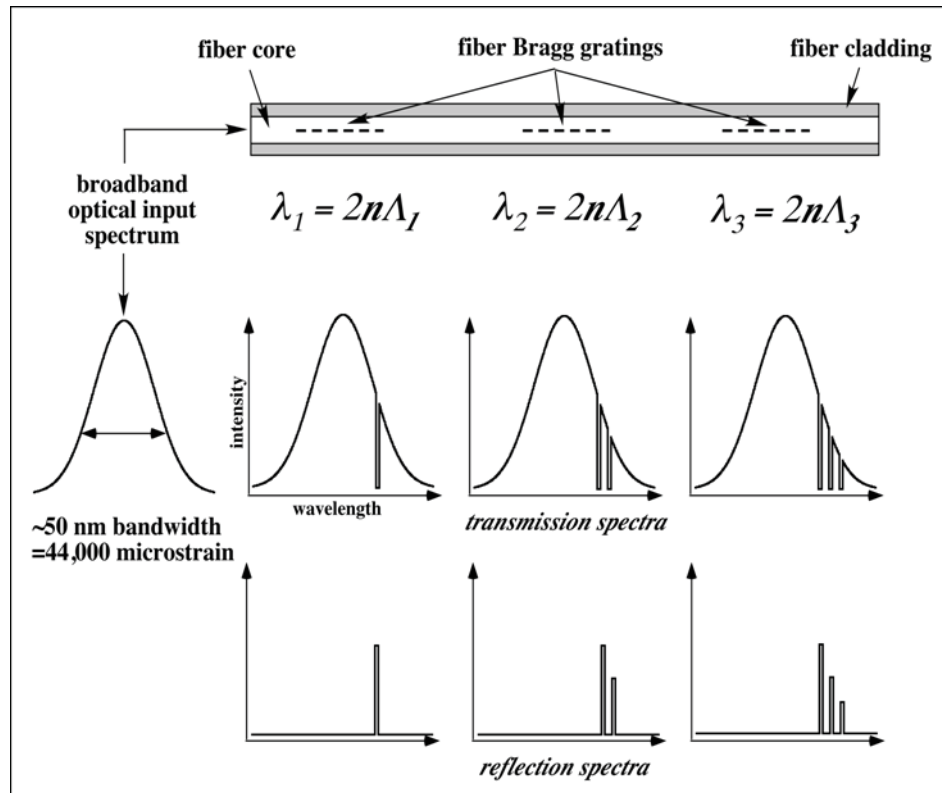 fiber core
fiber Bragg gratings
fiber cladding
broadband
optical input
spectrum
λ₁ = 2nΛ₁
λ₂ = 2nΛ₂
λ₃ = 2nΛ₃
intensity
wavelength
transmission spectra
~50 nm bandwidth
=44,000 microstrain
reflection spectra